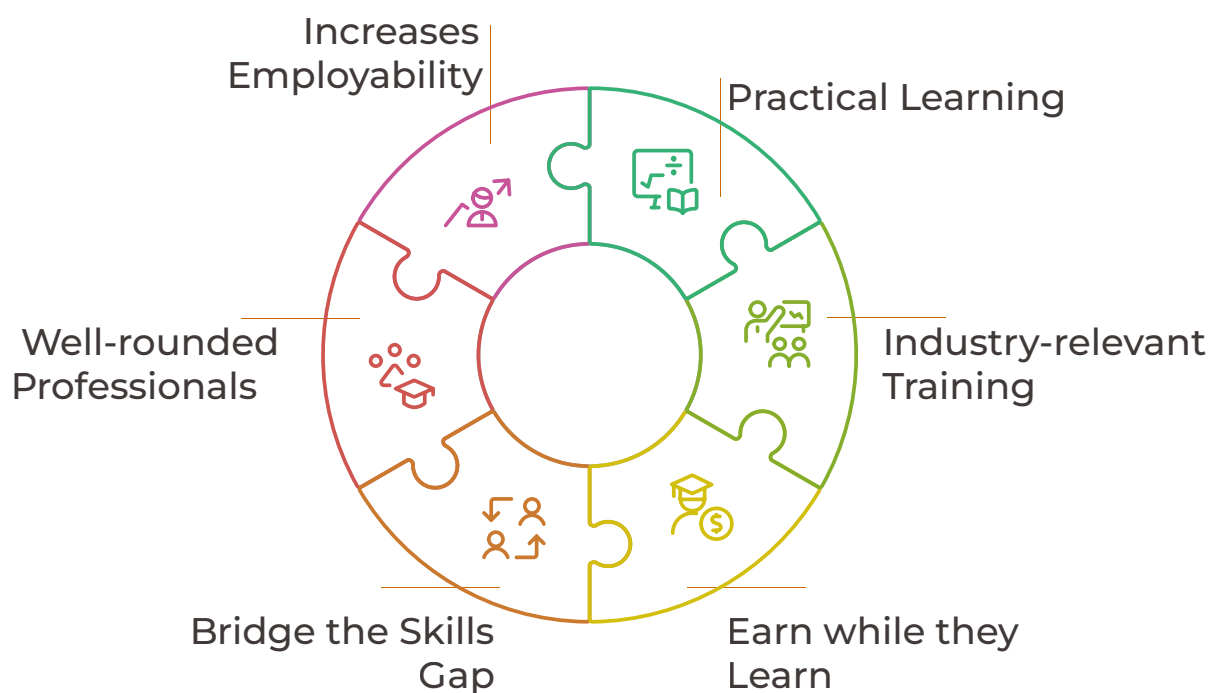 Increases
Employability
Practical Learning
Well-rounded
Professionals
Industry-relevant
Training
Bridge the Skills
Gap
Earn while they
Learn
$